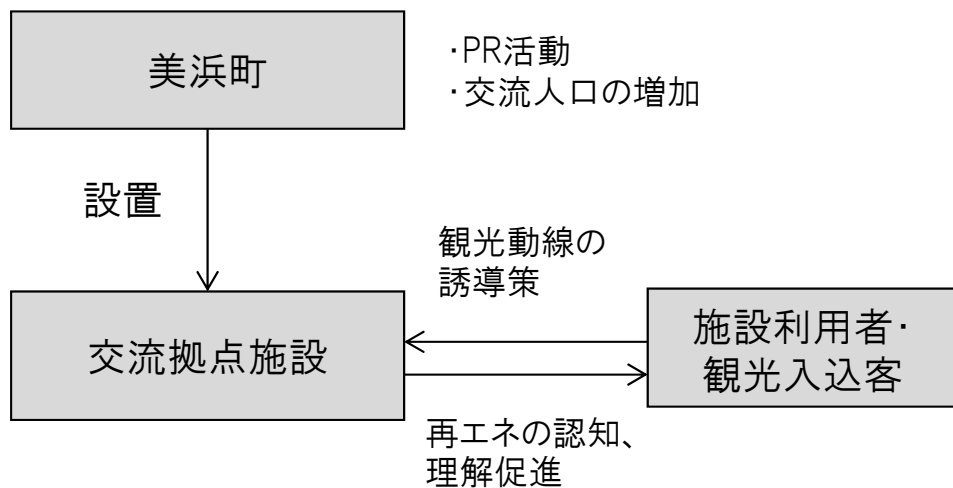 美浜町
・PR活動
・交流人口の増加
設置
観光動線の
誘導策
交流拠点施設
施設利用者・
観光入込客
再エネの認知、
理解促進